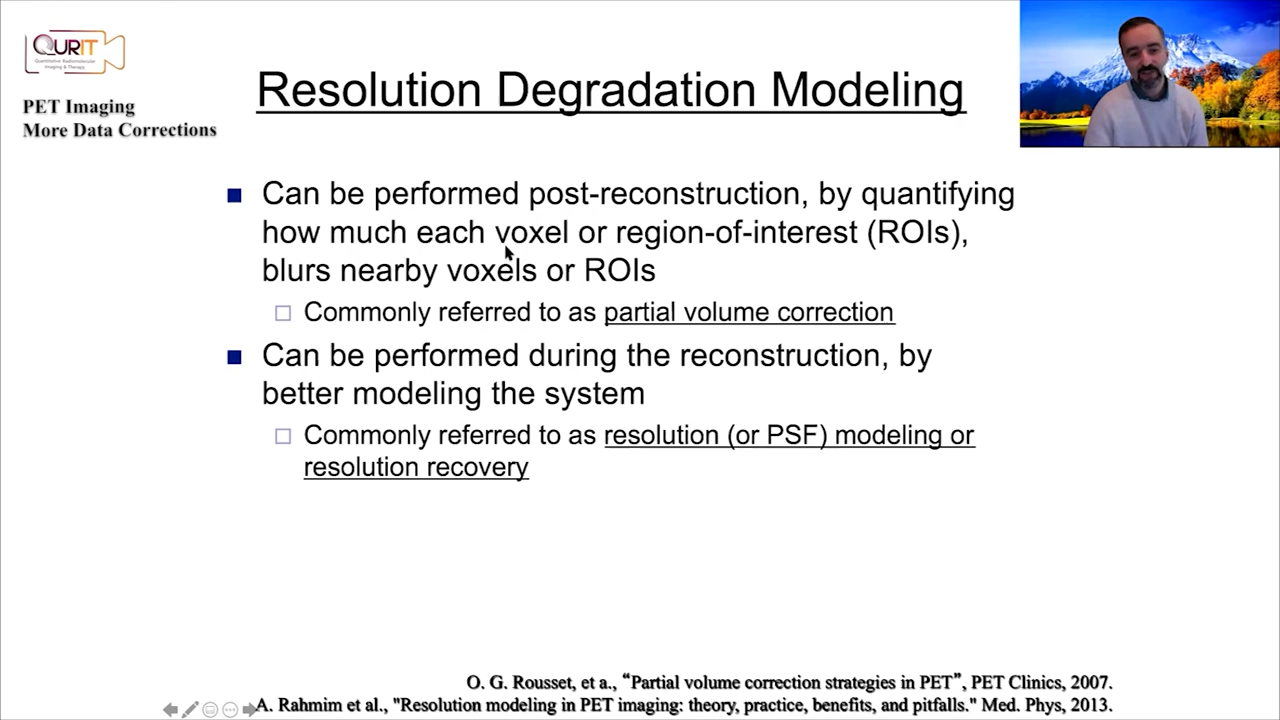 QURIT
Quantitative Radiomolecular
Imaging & Therapy
PET Imaging
More Data Corrections
Resolution Degradation Modeling
Can be performed post-reconstruction, by quantifying
how much each voxel or region-of-interest (ROIs),
blurs nearby voxels or ROIs
Commonly referred to as partial volume correction
Can be performed during the reconstruction, by
better modeling the system
Commonly referred to as resolution (or PSF) modeling or
resolution recovery
O. G. Rousset, et a., “Partial volume correction strategies in PET”, PET Clinics, 2007.
A. Rahmim et al., "Resolution modeling in PET imaging: theory, practice, benefits, and pitfalls." Med. Phys, 2013.